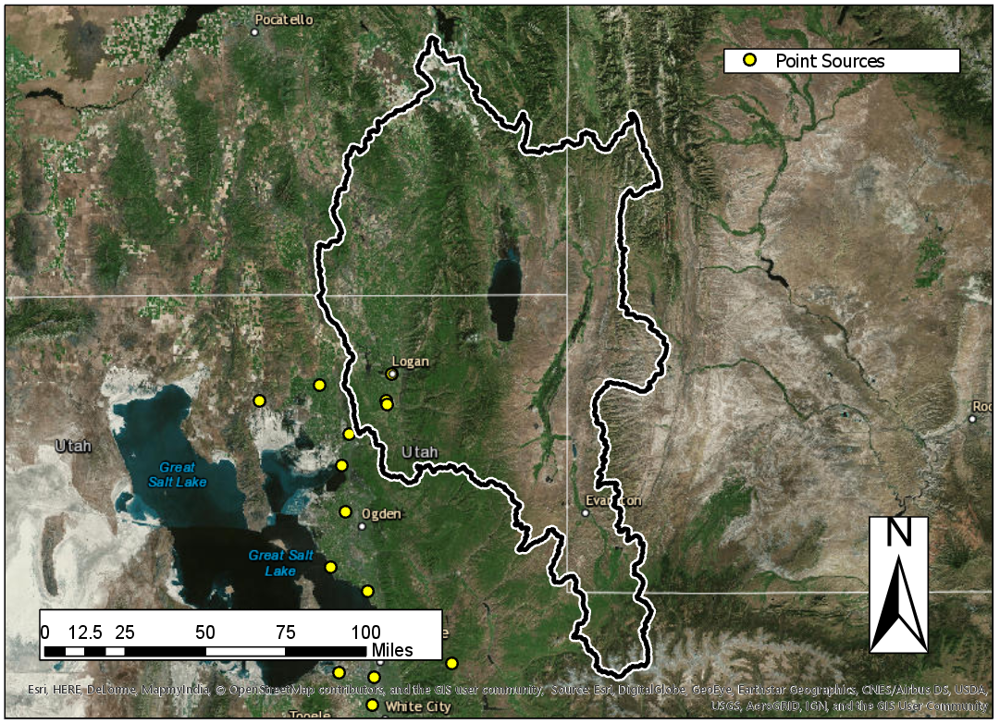 Pocatello
Point Sources
Logan
Roc
Utah
Utah
Great
Salt Lake
Evanston
Ogden
N
Great Salt
Lake
0 12.5 25 50 75 100
Miles
e
Esri, HERE, DeLorme, MapmyIndia, © OpenStreetMap contributors, and the GIS user community, Source: Esri, DigitalGlobe, GeoEye, Earthstar Geographics, CNES/Airbus DS, USDA,
USGS, AeroGRID, IGN, and the GIS User Community
White City
Tooele